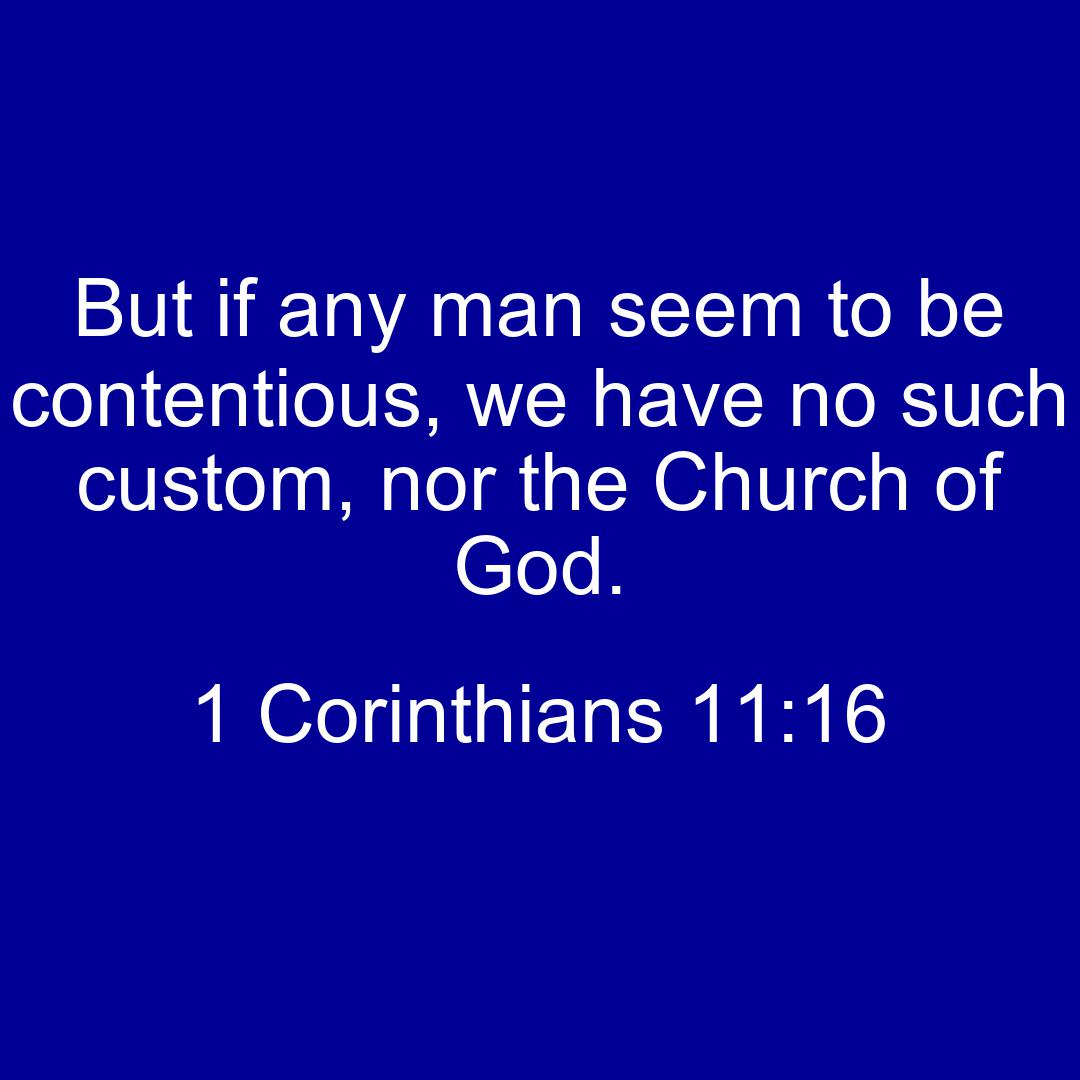 But if any man seem to be
contentious, we have no such
custom, nor the Church of
God.
1 Corinthians 11:16